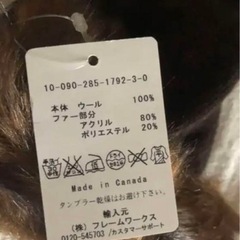 10-090-285-1792-3-0
本体 ウール 100%
ファー部分
アクリル 80%
ポリエステル 20%
Made in Canada
タンブラー乾燥はお避け下さい。
輸入元
(株) フレームワークス
0120-545703 /カスタマーサポート